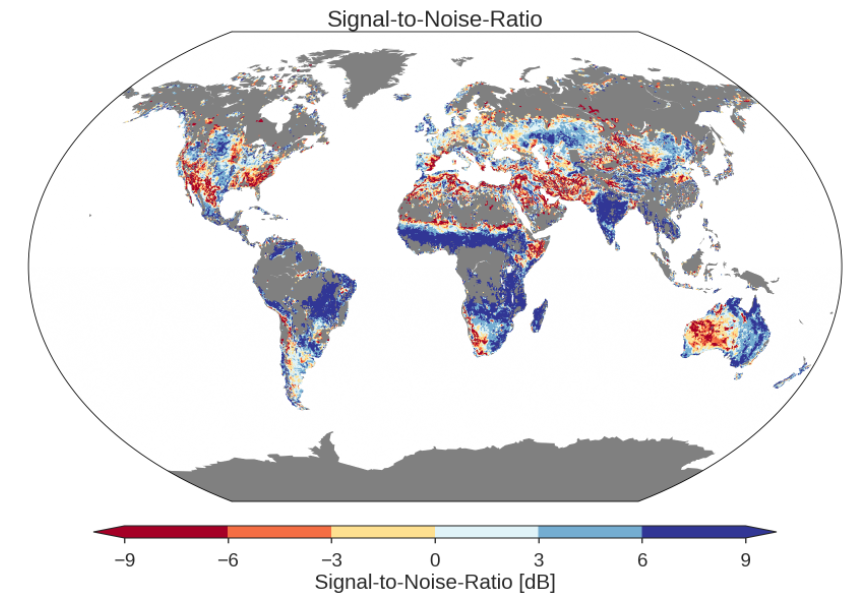 Signal-to-Noise-Ratio
−9 −6 −3 0 3 6 9
Signal-to-Noise-Ratio [dB]